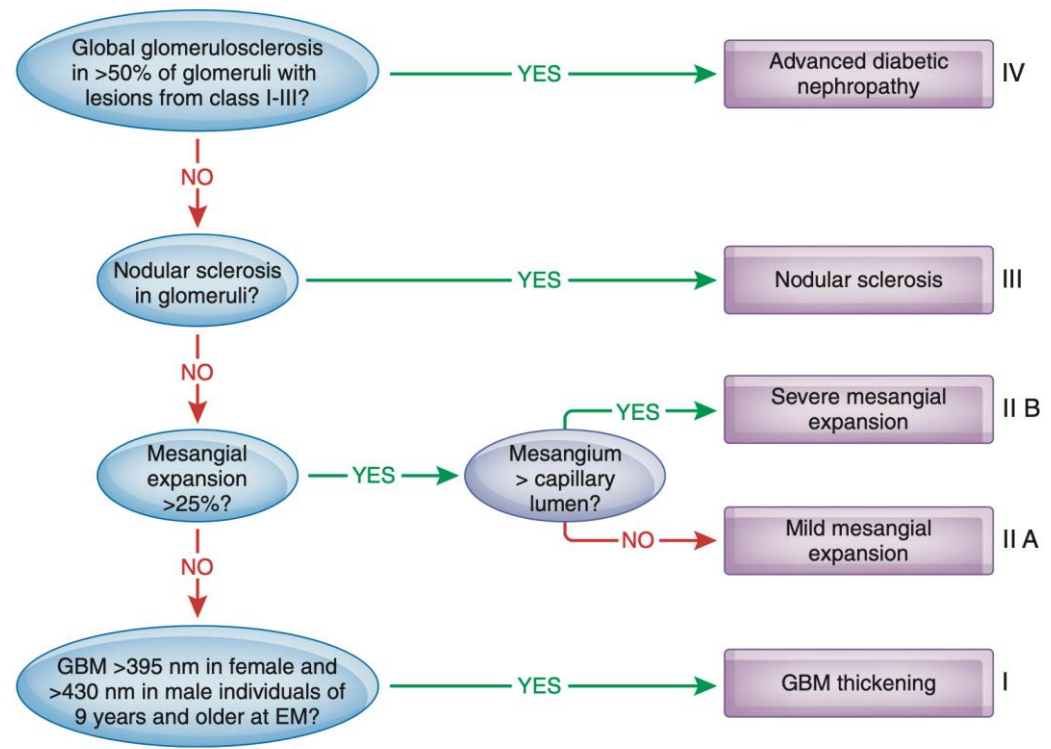 Global glomerulosclerosis
in >50% of glomeruli with
lesions from class I-III?
YES
Advanced diabetic
nephropathy
IV
NO
Nodular sclerosis
in glomeruli?
YES
Nodular sclerosis
III
NO
Mesangial
expansion
>25%?
YES
Mesangium
> capillary
lumen?
YES
Severe mesangial
expansion
II B
NO
Mild mesangial
expansion
II A
NO
GBM >395 nm in female and
>430 nm in male individuals of
9 years and older at EM?
YES
GBM thickening
I